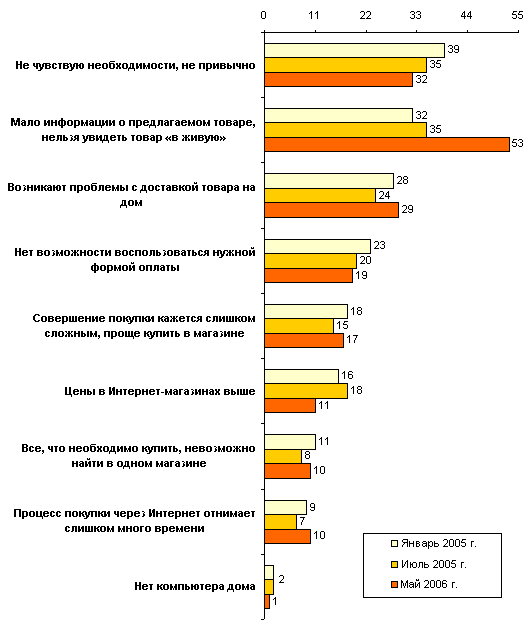 0 11 22 33 44 55
Не чувствую необходимости, не привычно
39
35
32
Мало информации о предлагаемом товаре,
нельзя увидеть товар «в живую»
32
35
53
Возникают проблемы с доставкой товара на
дом
28
24
29
Нет возможности воспользоваться нужной
формой оплаты
23
20
19
Совершение покупки кажется слишком
сложным, проще купить в магазине
18
15
17
Цены в Интернет-магазинах выше
16
18
11
Все, что необходимо купить, невозможно
найти в одном магазине
11
8
10
Процесс покупки через Интернет отнимает
слишком много времени
9
7
10
Нет компьютера дома
2
1
Январь 2005 г.
Июль 2005 г.
Май 2006 г.